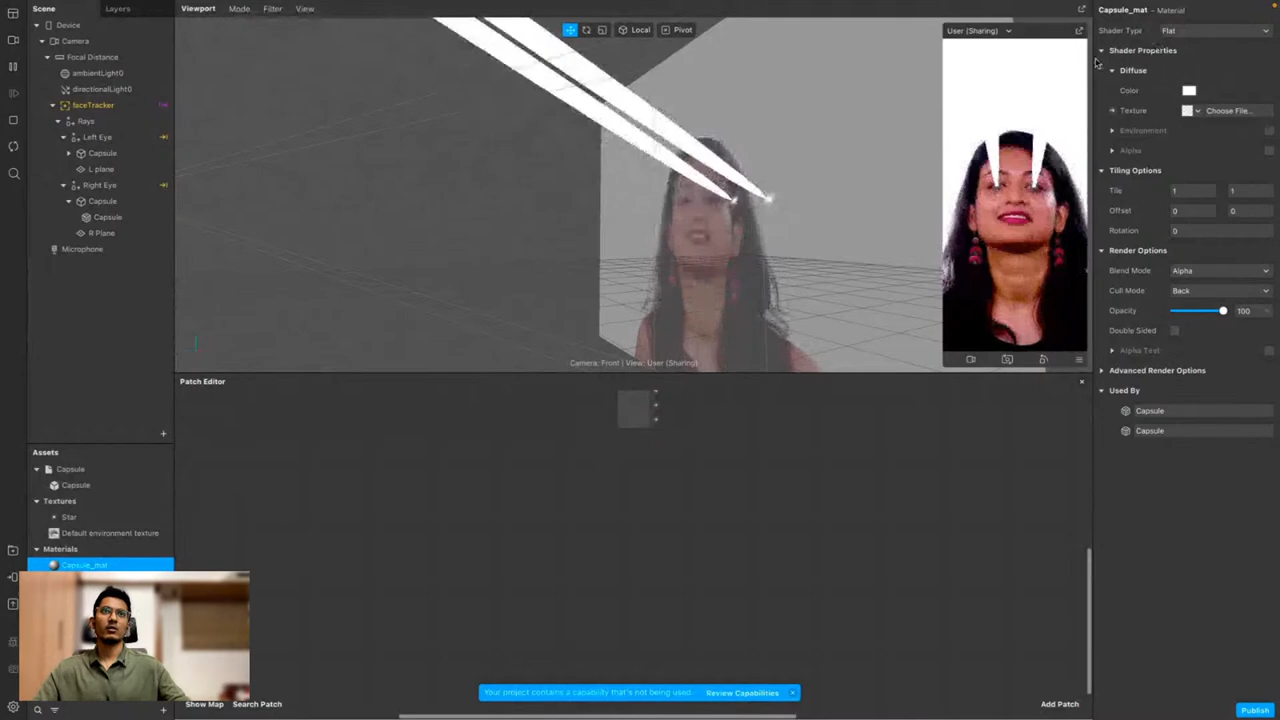 Scene Layers
Device
Camera
Focal Distance
ambientLight0
directionalLight0
faceTracker
Rays
Left Eye
Capsule
L plane
Right Eye
Capsule
Capsule
R Plane
Microphone
Assets
Capsule
Capsule
Textures
Star
Default environment texture
Materials
Capsule_mat
Viewport Mode Filter View
Local Pivot
User (Sharing)
Camera: Front | View: User (Sharing)
Patch Editor
Your project contains a capability that's not being used. Review Capabilities
Show Map Search Patch
Add Patch
Capsule_mat - Material
Shader Type Flat
Shader Properties
Diffuse
Color
Texture Choose File...
Environment
Alpha
Tiling Options
Tile 1 1
Offset 0 0
Rotation 0
Render Options
Blend Mode Alpha
Cull Mode Back
Opacity 100
Double Sided
Alpha Test
Advanced Render Options
Used By
Capsule
Capsule
Publish